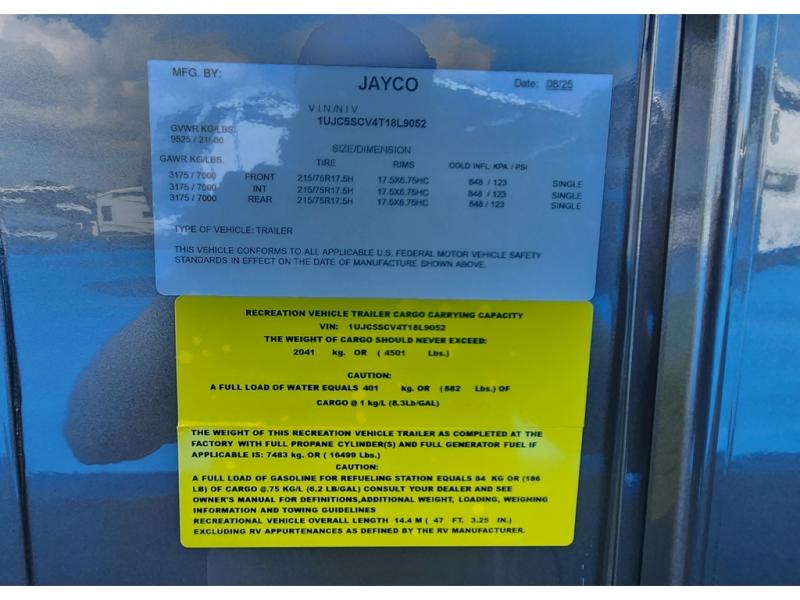 MFG. BY: JAYCO Date: 08/25
V.I.N./N I V
1UJC5SCV4T18L9052
GVWR KG/LBS.
9525 / 21000
SIZE/DIMENSION
GAWR KG/LBS. TIRE RIMS COLD INFL. KPA / PSI
3175 / 7000 FRONT 215/75R17.5H 17.5X6.75HC 848 / 123 SINGLE
3175 / 7000 INT 215/75R17.5H 17.5X6.75HC 848 / 123 SINGLE
3175 / 7000 REAR 215/75R17.5H 17.5X6.75HC 848 / 123 SINGLE
TYPE OF VEHICLE: TRAILER
THIS VEHICLE CONFORMS TO ALL APPLICABLE U.S. FEDERAL MOTOR VEHICLE SAFETY
STANDARDS IN EFFECT ON THE DATE OF MANUFACTURE SHOWN ABOVE.
RECREATION VEHICLE TRAILER CARGO CARRYING CAPACITY
VIN: 1UJC5SCV4T18L9052
THE WEIGHT OF CARGO SHOULD NEVER EXCEED:
2041 kg. OR ( 4501 Lbs.)
CAUTION:
A FULL LOAD OF WATER EQUALS 401 kg. OR (882 Lbs.) OF
CARGO @ 1 kg/L (8.3Lb/GAL)
THE WEIGHT OF THIS RECREATION VEHICLE TRAILER AS COMPLETED AT THE
FACTORY WITH FULL PROPANE CYLINDER(S) AND FULL GENERATOR FUEL IF
APPLICABLE IS: 7483 kg. OR ( 16499 Lbs.)
CAUTION:
A FULL LOAD OF GASOLINE FOR REFUELING STATION EQUALS 84 KG OR (186
LB) OF CARGO @.75 KG/L (6.2 LB/GAL) CONSULT YOUR DEALER AND SEE
OWNER'S MANUAL FOR DEFINITIONS,ADDITIONAL WEIGHT, LOADING, WEIGHING
INFORMATION AND TOWING GUIDELINES
RECREATIONAL VEHICLE OVERALL LENGTH 14.4 M ( 47 FT. 3.25 IN.)
EXCLUDING RV APPURTENANCES AS DEFINED BY THE RV MANUFACTURER.